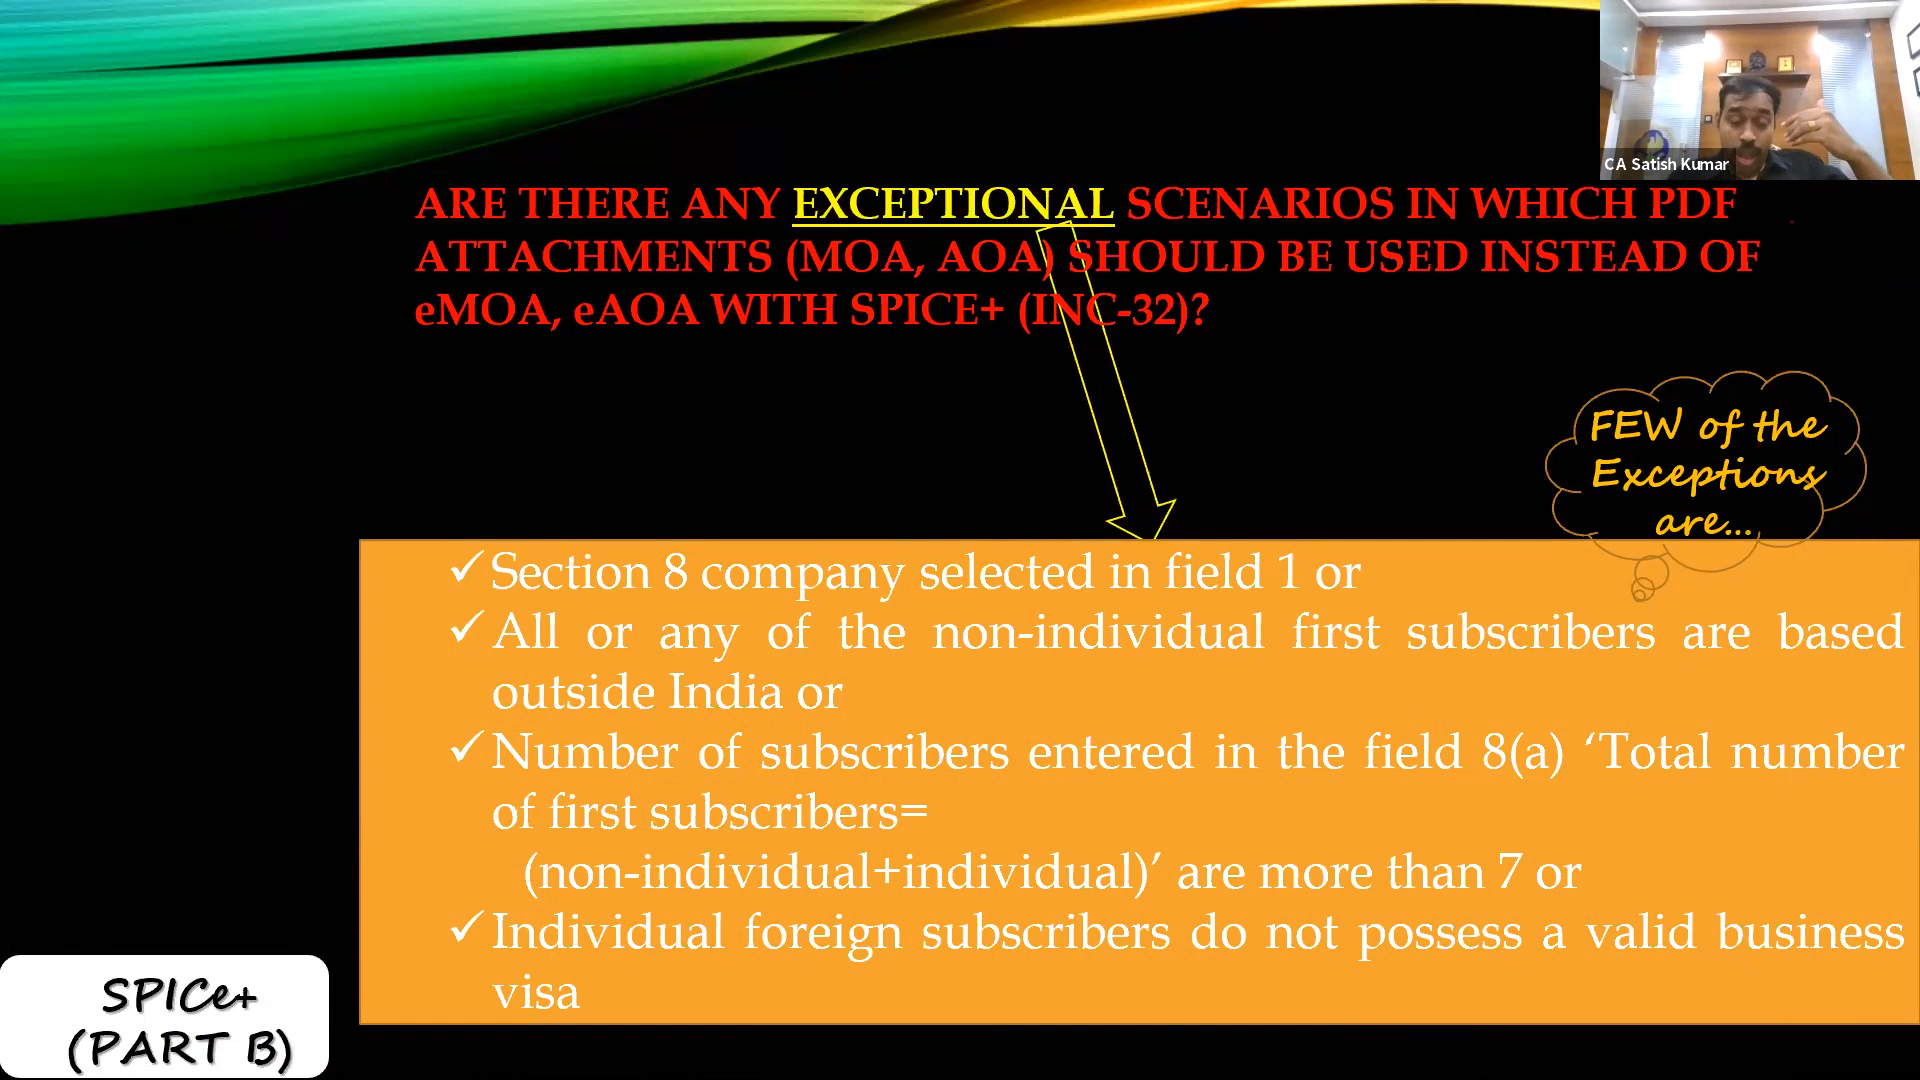 CA Satish Kumar
ARE THERE ANY EXCEPTIONAL SCENARIOS IN WHICH PDF
ATTACHMENTS (MOA, AOA) SHOULD BE USED INSTEAD OF
eMOA, eAOA WITH SPICE+ (INC-32)?
FEW of the
Exceptions
are...
✓Section 8 company selected in field 1 or
✓All or any of the non-individual first subscribers are based
outside India or
✓Number of subscribers entered in the field 8(a) ‘Total number
of first subscribers=
(non-individual+individual)’ are more than 7 or
✓Individual foreign subscribers do not possess a valid business
visa
SPICe+
(PART B)